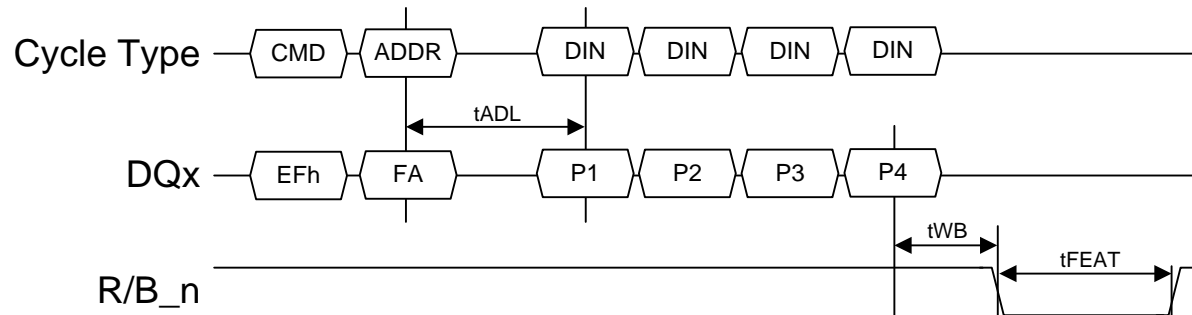 Cycle Type CMD ADDR DIN DIN DIN DIN
tADL
DQx EFh FA P1 P2 P3 P4
tWB tFEAT
R/B_n